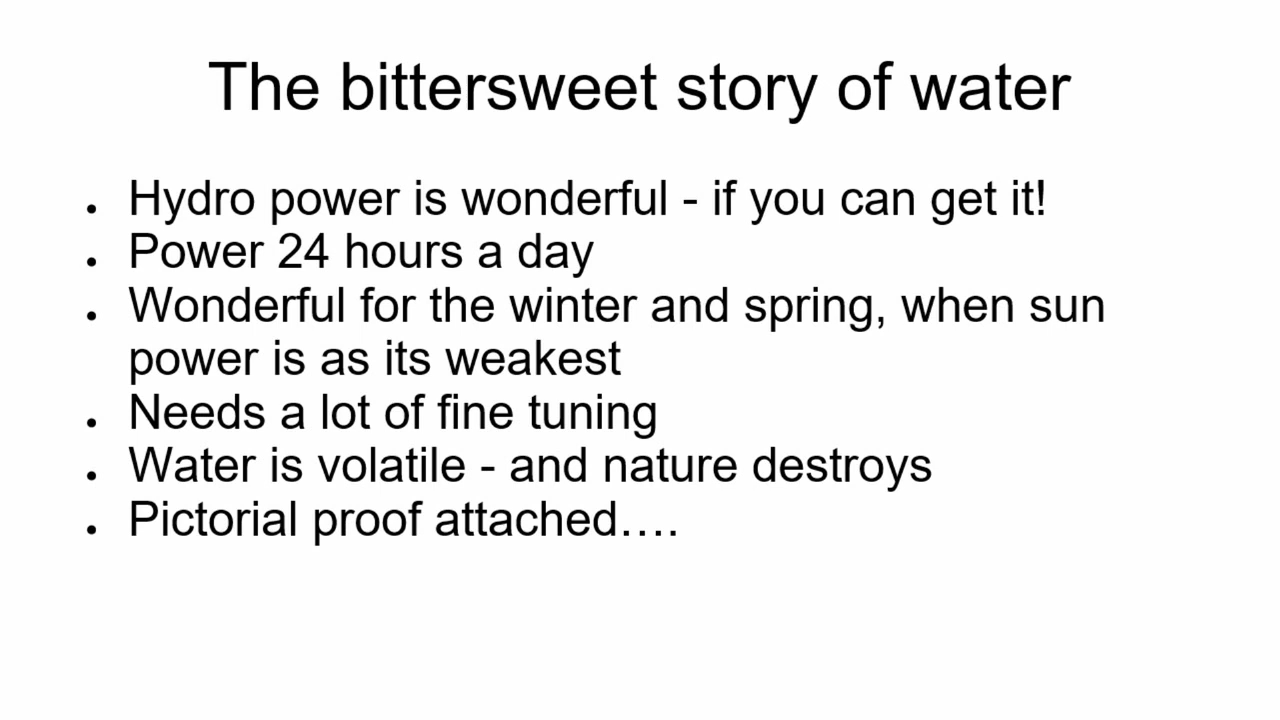 The bittersweet story of water
● Hydro power is wonderful - if you can get it!
● Power 24 hours a day
● Wonderful for the winter and spring, when sun
power is as its weakest
● Needs a lot of fine tuning
● Water is volatile - and nature destroys
● Pictorial proof attached….